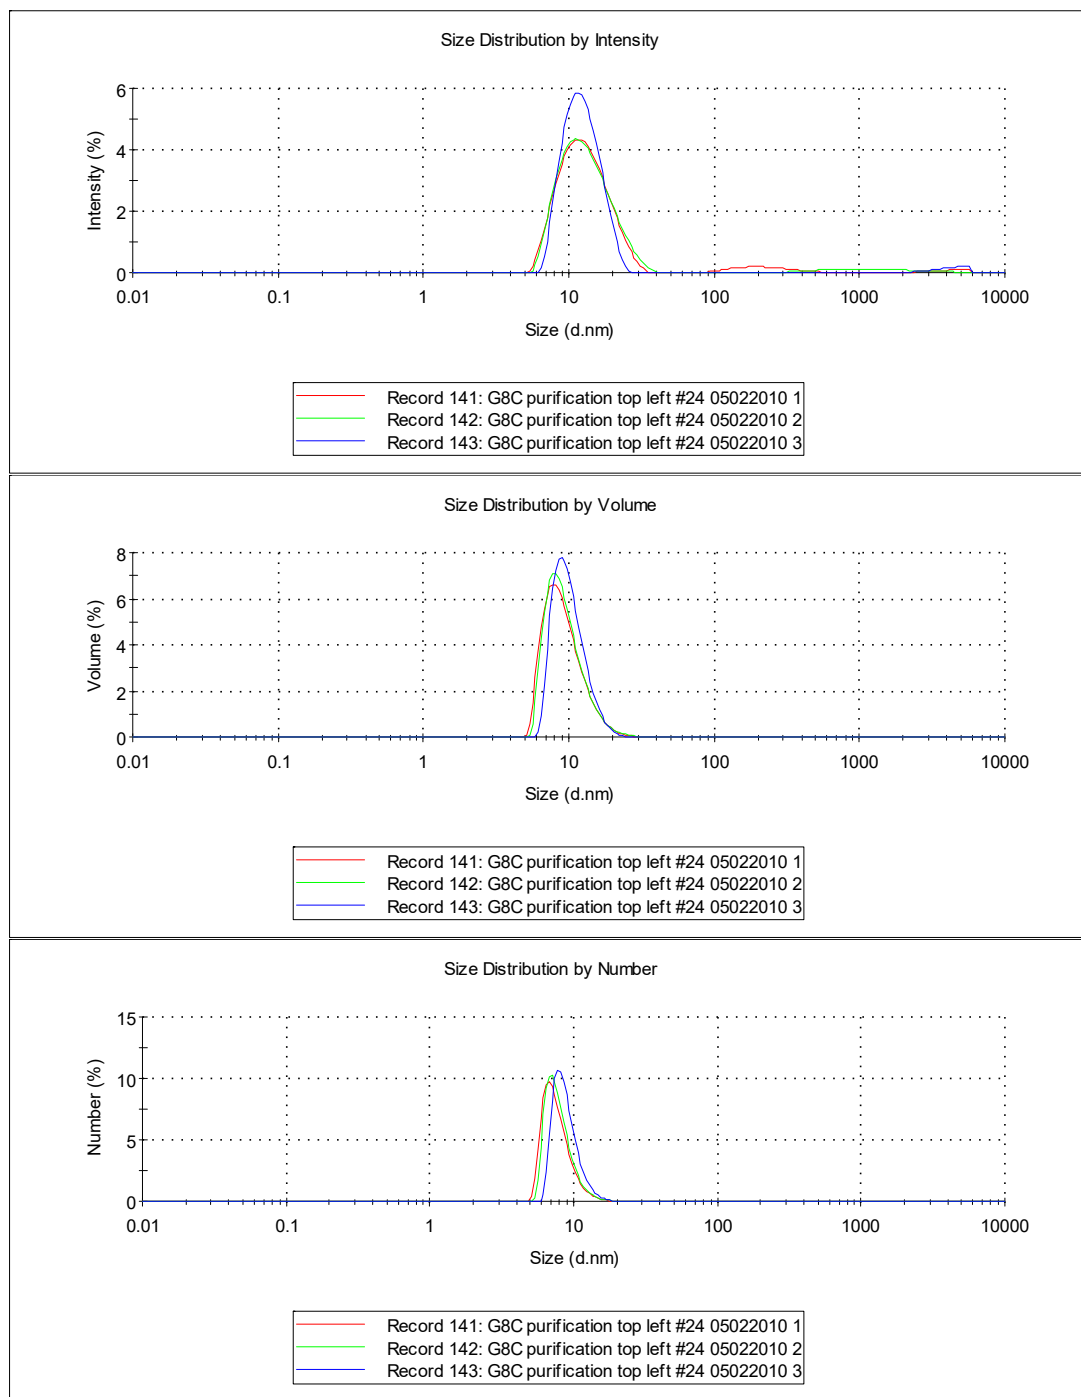 Size Distribution by Intensity
6
4
2
0
Intensity (%)
0.01 0.1 1 10 100 1000 10000
Size (d.nm)
Record 141: G8C purification top left #24 05022010 1
Record 142: G8C purification top left #24 05022010 2
Record 143: G8C purification top left #24 05022010 3
Size Distribution by Volume
8
6
4
2
0
Volume (%)
0.01 0.1 1 10 100 1000 10000
Size (d.nm)
Record 141: G8C purification top left #24 05022010 1
Record 142: G8C purification top left #24 05022010 2
Record 143: G8C purification top left #24 05022010 3
Size Distribution by Number
15
10
5
0
Number (%)
0.01 0.1 1 10 100 1000 10000
Size (d.nm)
Record 141: G8C purification top left #24 05022010 1
Record 142: G8C purification top left #24 05022010 2
Record 143: G8C purification top left #24 05022010 3